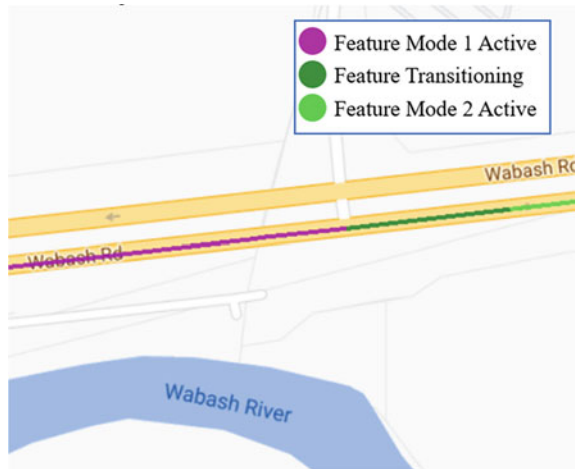 Feature Mode 1 Active
Feature Transitioning
Feature Mode 2 Active
Wabash Rd
Wabash Rd
Wabash River